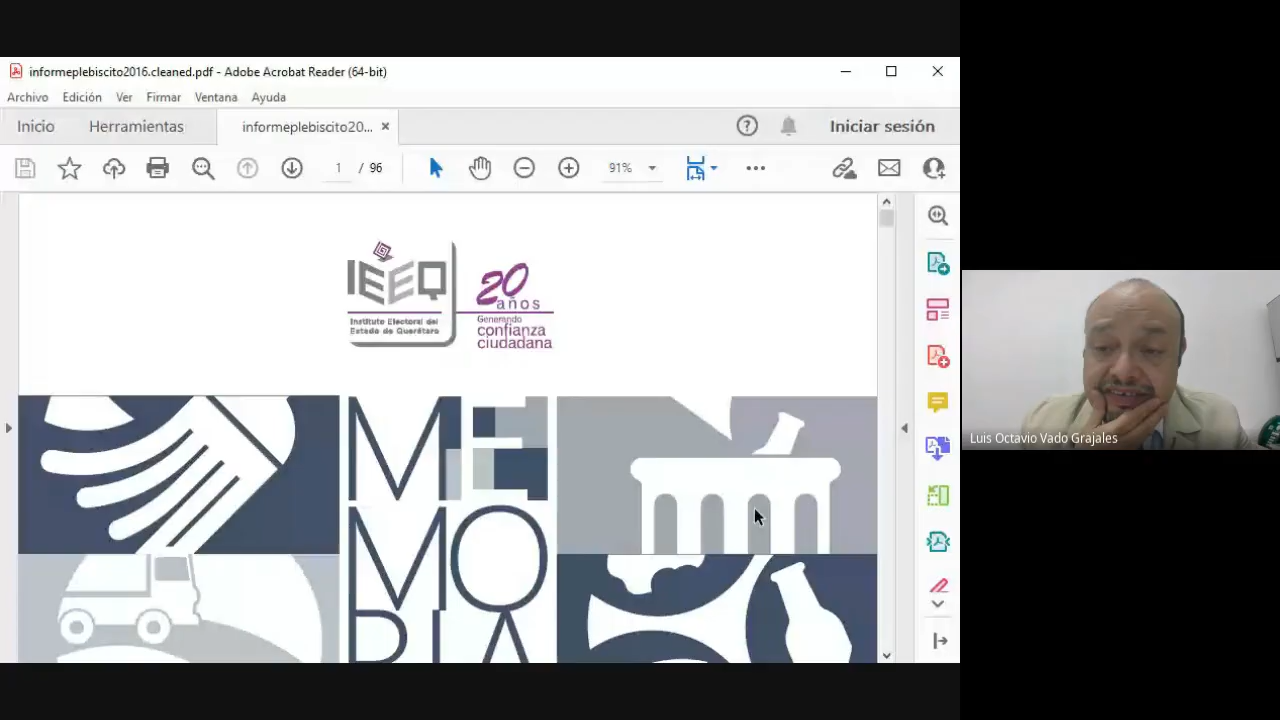 informeplebiscito2016.cleaned.pdf - Adobe Acrobat Reader (64-bit)
Archivo Edición Ver Firmar Ventana Ayuda
Inicio Herramientas informeplebiscito20... Iniciar sesión
1 / 96 91%
IEEQ
Instituto Electoral del
Estado de Querétaro
20
años
Generando
confianza
ciudadana
ME
MO
RIA
Luis Octavio Vado Grajales